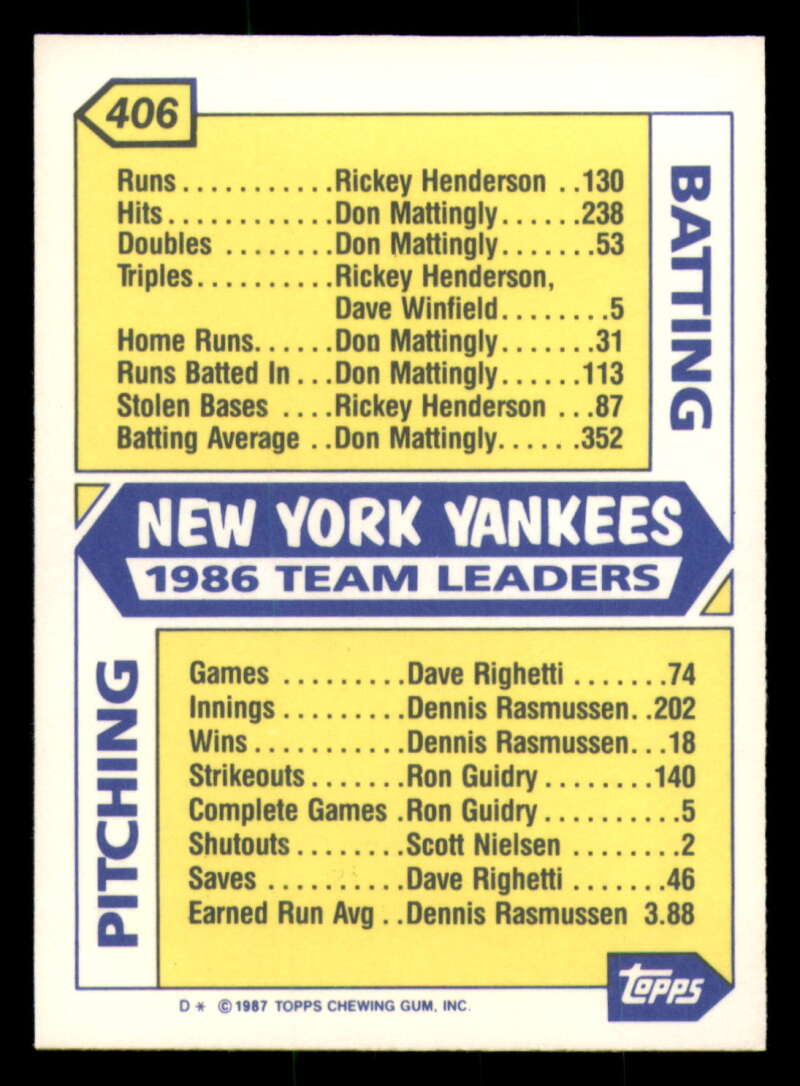 406
BATTING
Runs...........Rickey Henderson ..130
Hits............Don Mattingly......238
Doubles ........Don Mattingly.......53
Triples.........Rickey Henderson,
Dave Winfield........5
Home Runs......Don Mattingly.......31
Runs Batted In...Don Mattingly......113
Stolen Bases ....Rickey Henderson ...87
Batting Average ..Don Mattingly......352
NEW YORK YANKEES
1986 TEAM LEADERS
PITCHING
Games .........Dave Righetti .......74
Innings.........Dennis Rasmussen..202
Wins...........Dennis Rasmussen...18
Strikeouts.......Ron Guidry........140
Complete Games .Ron Guidry..........5
Shutouts........Scott Nielsen ........2
Saves ..........Dave Righetti .......46
Earned Run Avg ..Dennis Rasmussen 3.88
topps
D * © 1987 TOPPS CHEWING GUM, INC.